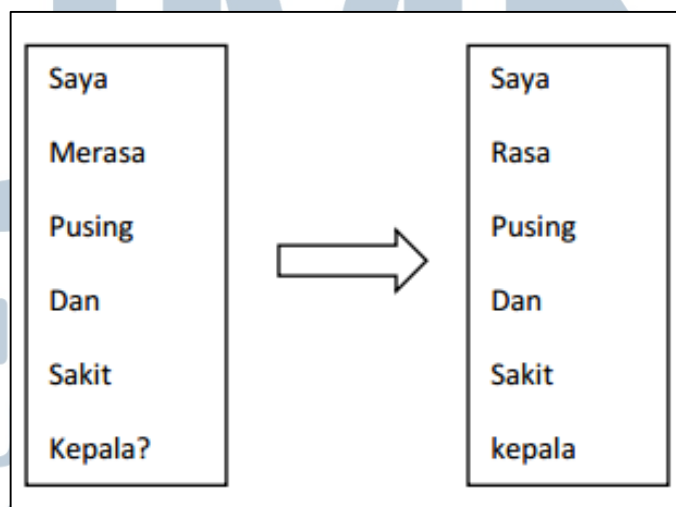 Saya
Merasa
Pusing
Dan
Sakit
Kepala?
Saya
Rasa
Pusing
Dan
Sakit
kepala